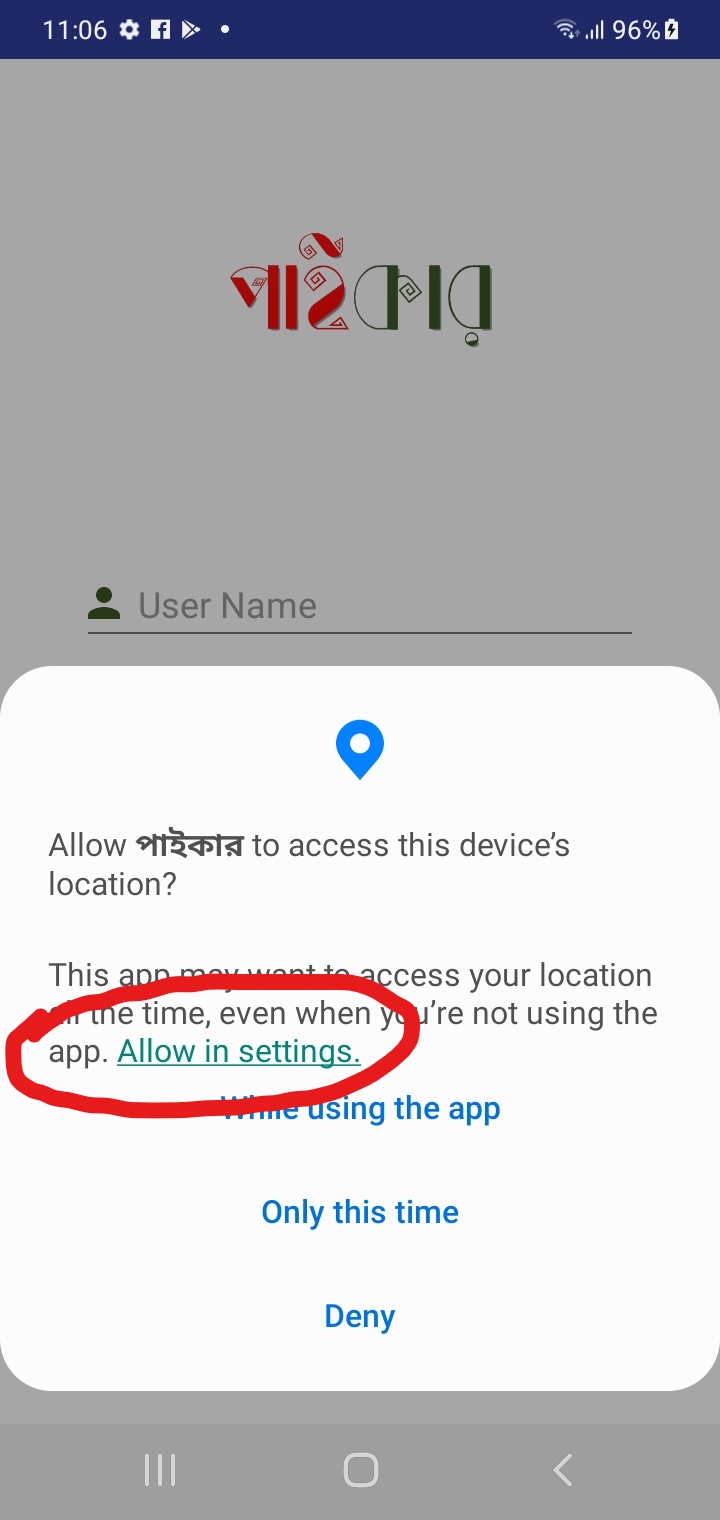 11:06
96%
পাইকার
User Name
Allow পাইকার to access this device's
location?
This app may want to access your location
all the time, even when you're not using the
app. Allow in settings.
While using the app
Only this time
Deny